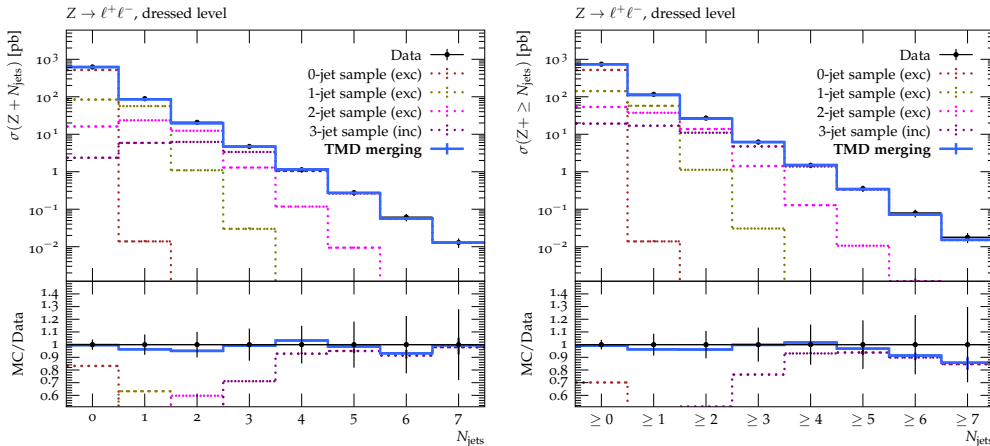 Z → ℓ⁺ℓ⁻, dressed level
σ(Z + N_jets) [pb]
10³
10²
10¹
1
10⁻¹
10⁻²
Data
0-jet sample (exc)
1-jet sample (exc)
2-jet sample (exc)
3-jet sample (inc)
TMD merging
MC/Data
1.4
1.3
1.2
1.1
1
0.9
0.8
0.7
0.6
0 1 2 3 4 5 6 7
N_jets
Z → ℓ⁺ℓ⁻, dressed level
σ(Z+ ≥ N_jets) [pb]
10³
10²
10¹
1
10⁻¹
10⁻²
Data
0-jet sample (exc)
1-jet sample (exc)
2-jet sample (exc)
3-jet sample (inc)
TMD merging
MC/Data
1.4
1.3
1.2
1.1
1
0.9
0.8
0.7
0.6
≥ 0 ≥ 1 ≥ 2 ≥ 3 ≥ 4 ≥ 5 ≥ 6 ≥ 7
N_jets